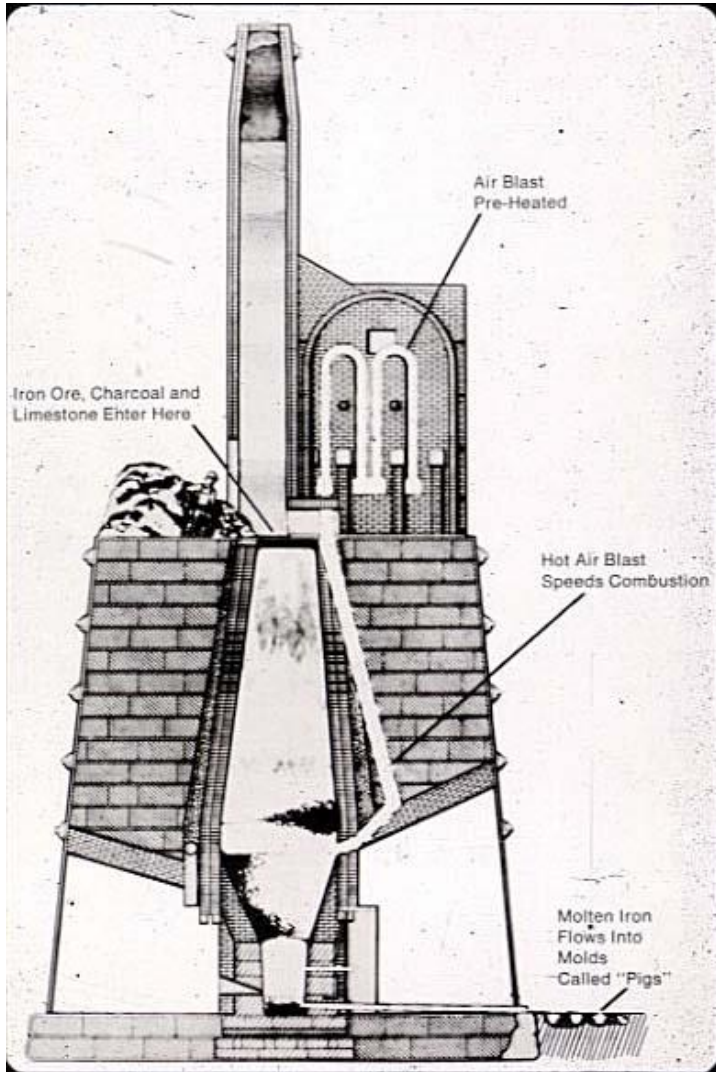 Air Blast
Pre-Heated
Iron Ore, Charcoal and
Limestone Enter Here
Hot Air Blast
Speeds Combustion
Molten Iron
Flows Into
Molds
Called "Pigs"